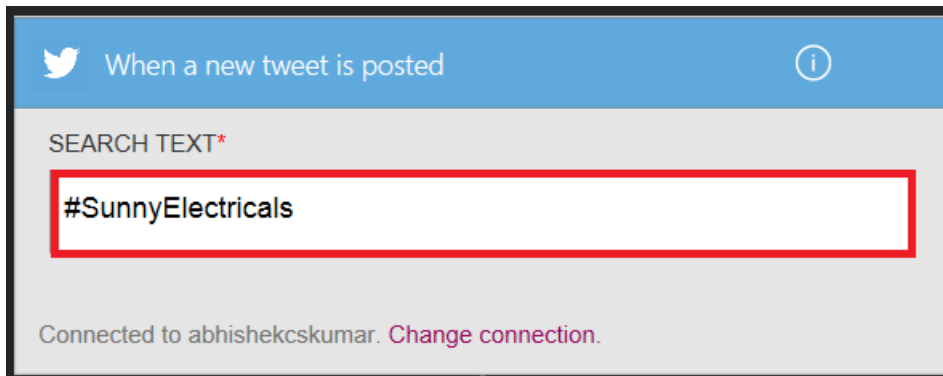 When a new tweet is posted
SEARCH TEXT*
#SunnyElectricals
Connected to abhishekcskumar. Change connection.